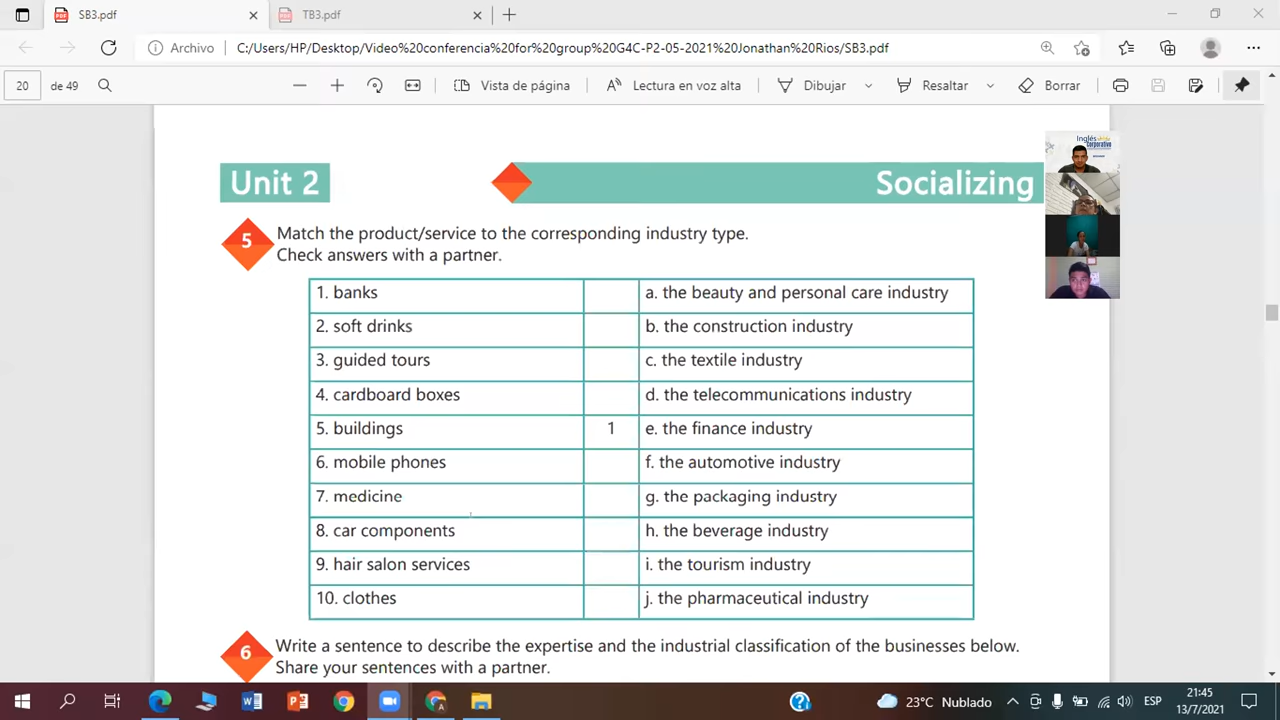 SB3.pdf
TB3.pdf
Archivo C:/Users/HP/Desktop/Video%20conferencia%20for%20group%20G4C-P2-05-2021%20Jonathan%20Rios/SB3.pdf
20 de 49 Vista de página Lectura en voz alta Dibujar Resaltar Borrar
Inglés
Corporativo
Unit 2 Socializing
5 Match the product/service to the corresponding industry type.
Check answers with a partner.
1. banks a. the beauty and personal care industry
2. soft drinks b. the construction industry
3. guided tours c. the textile industry
4. cardboard boxes d. the telecommunications industry
5. buildings 1 e. the finance industry
6. mobile phones f. the automotive industry
7. medicine g. the packaging industry
8. car components h. the beverage industry
9. hair salon services i. the tourism industry
10. clothes j. the pharmaceutical industry
6 Write a sentence to describe the expertise and the industrial classification of the businesses below.
Share your sentences with a partner.
23°C Nublado ESP 21:45
13/7/2021